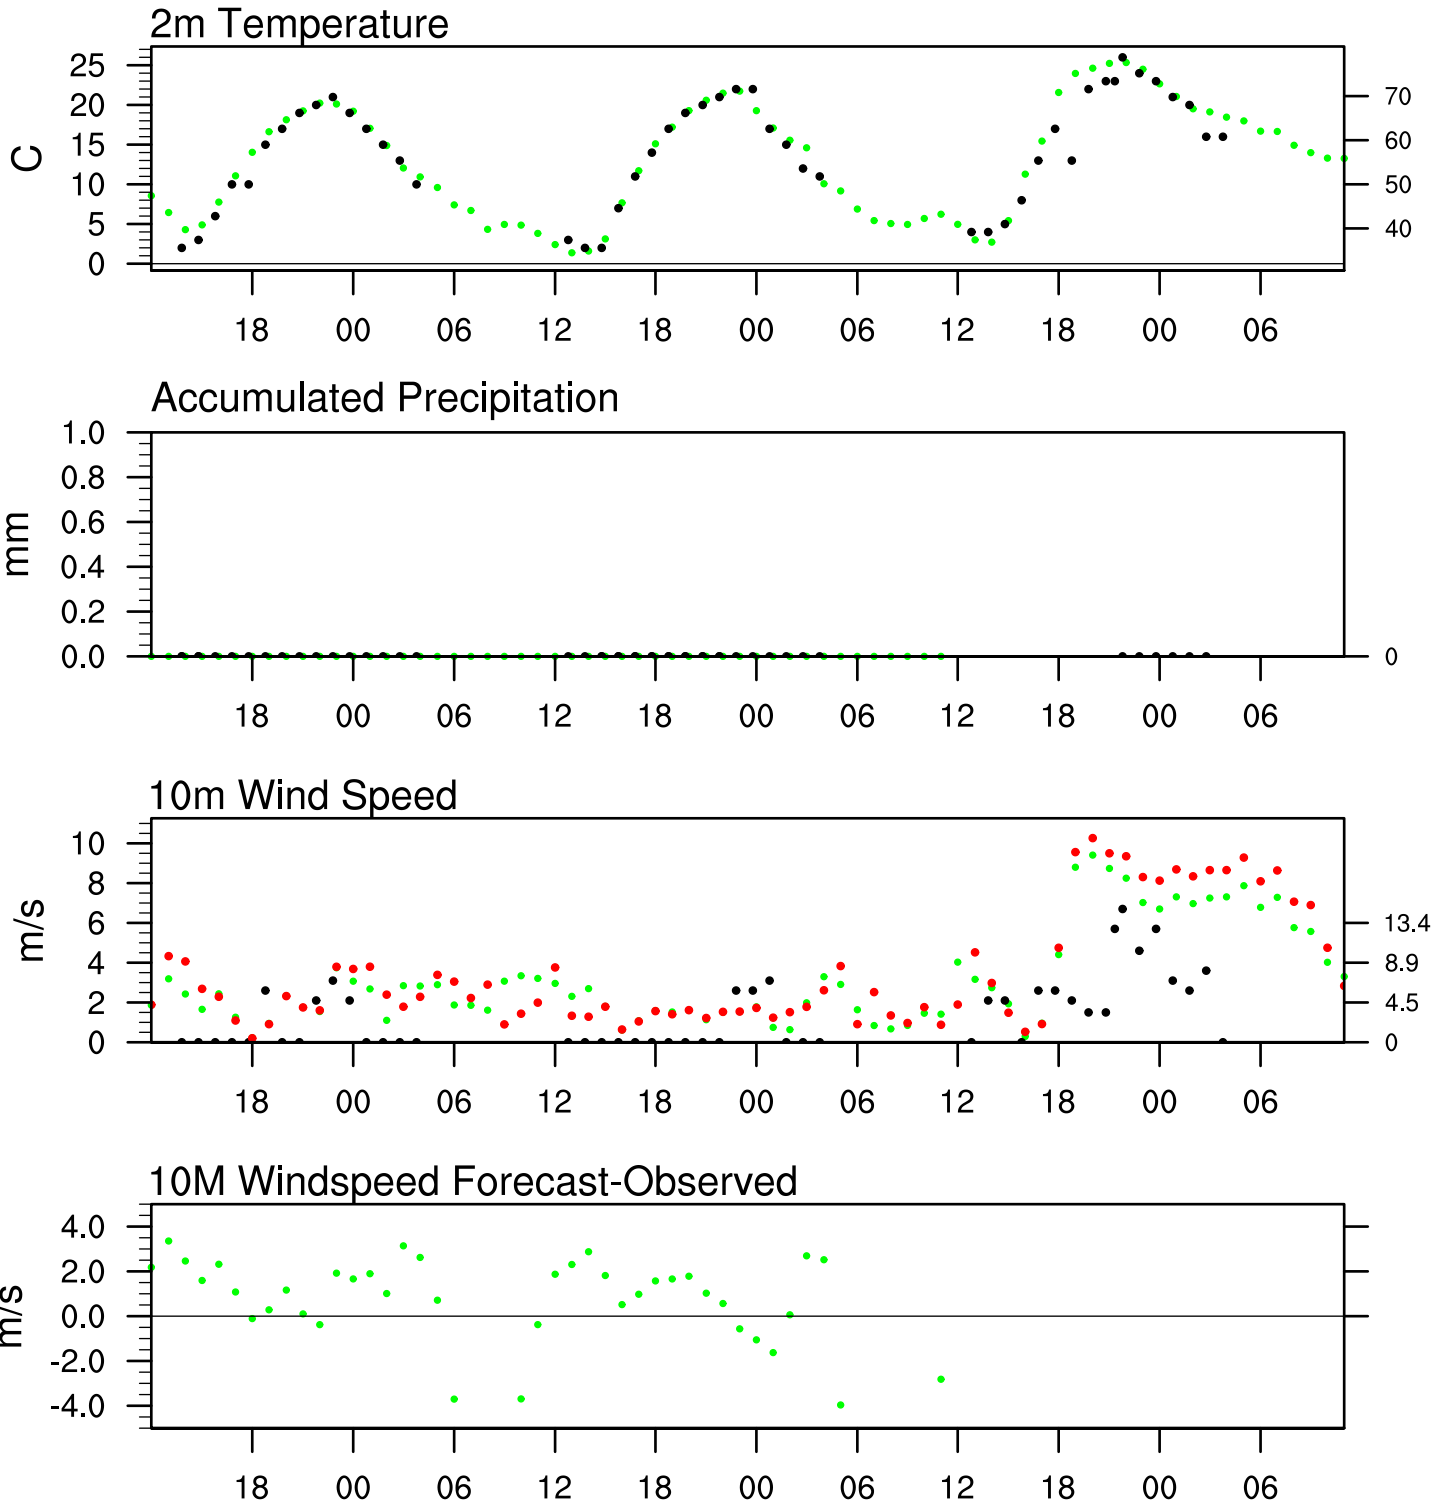 2m Temperature
25
20
15
10
5
0
C
70
60
50
40
18 00 06 12 18 00 06 12 18 00 06
Accumulated Precipitation
1.0
0.8
0.6
0.4
0.2
0.0
mm
0
18 00 06 12 18 00 06 12 18 00 06
10m Wind Speed
10
8
6
4
2
0
m/s
13.4
8.9
4.5
0
18 00 06 12 18 00 06 12 18 00 06
10M Windspeed Forecast-Observed
4.0
2.0
0.0
-2.0
-4.0
m/s
18 00 06 12 18 00 06 12 18 00 06